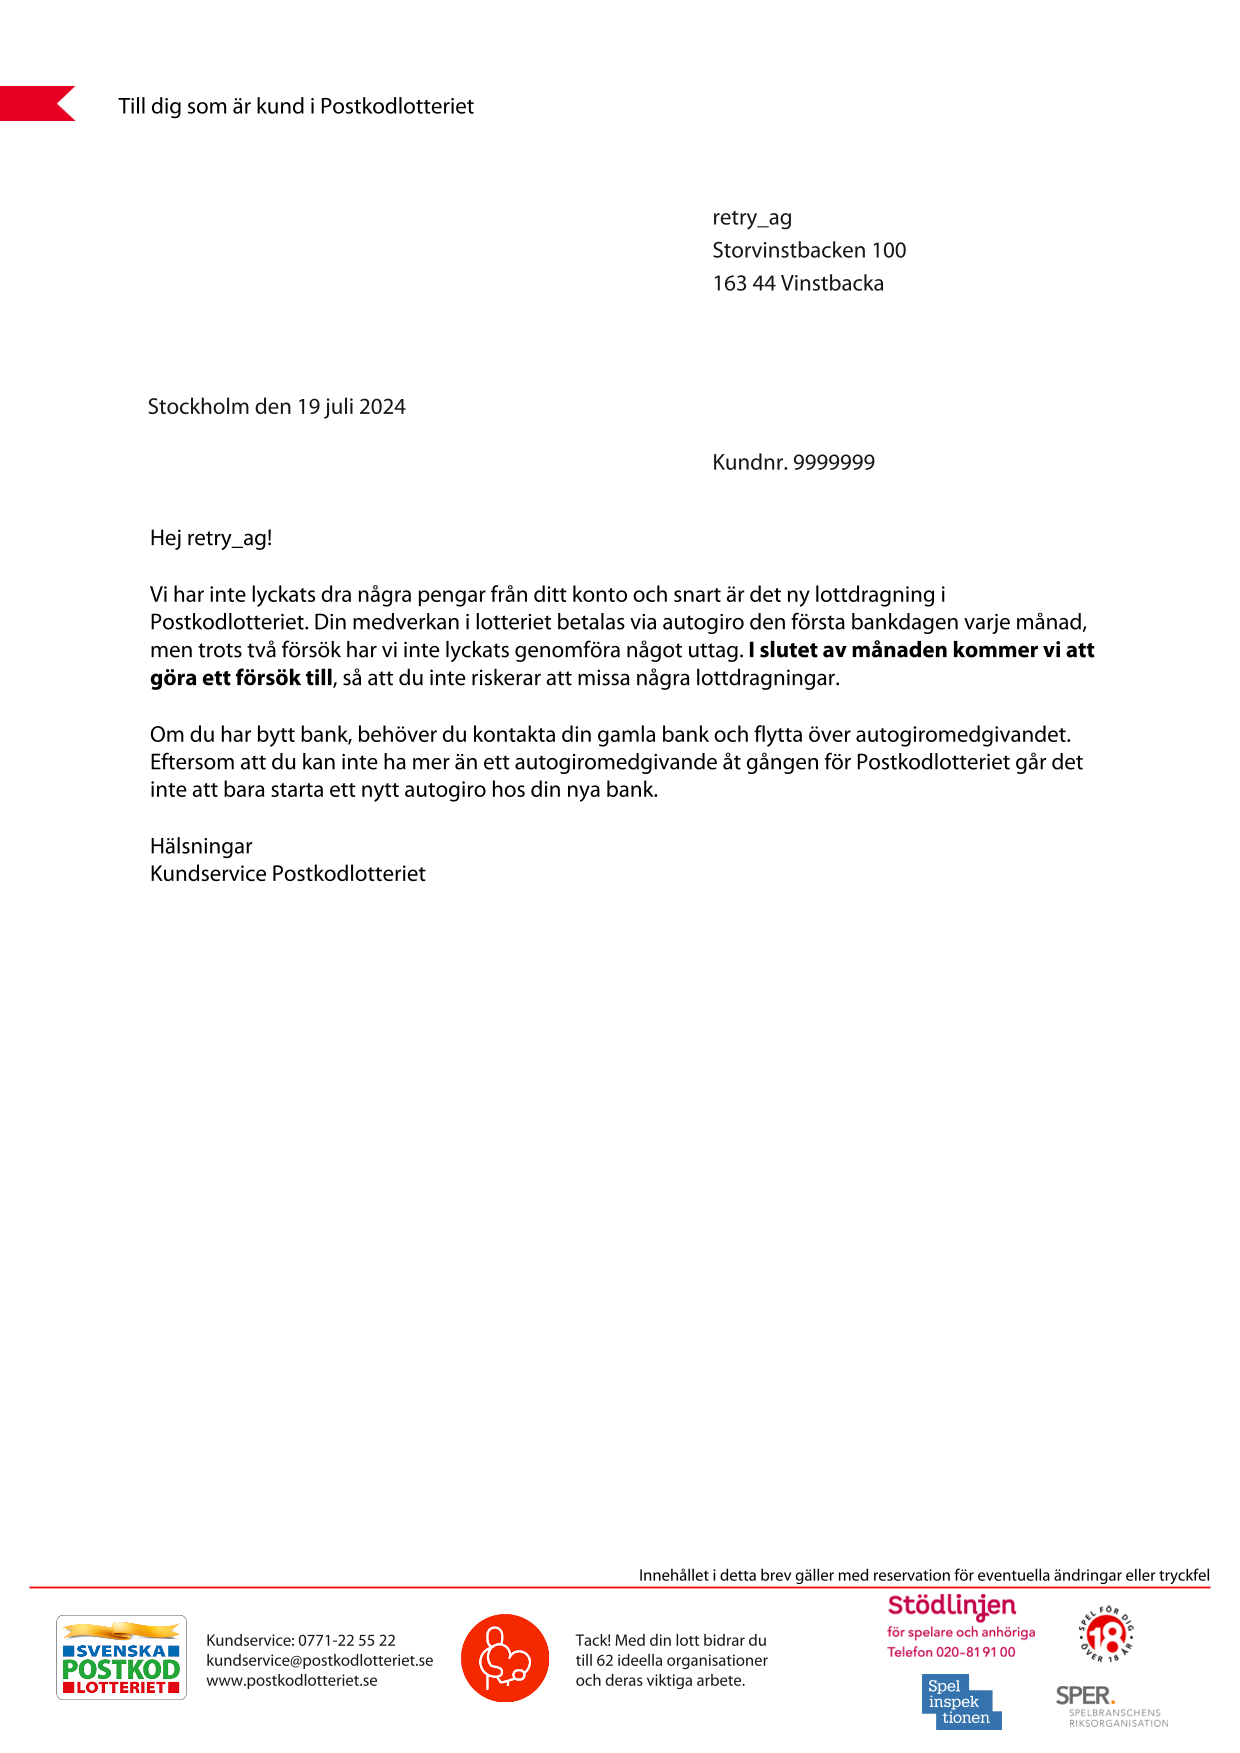 Till dig som är kund i Postkodlotteriet
retry_ag
Storvinstbacken 100
163 44 Vinstbacka
Stockholm den 19 juli 2024
Kundnr. 9999999
Hej retry_ag!
Vi har inte lyckats dra några pengar från ditt konto och snart är det ny lottdragning i
Postkodlotteriet. Din medverkan i lotteriet betalas via autogiro den första bankdagen varje månad,
men trots två försök har vi inte lyckats genomföra något uttag. I slutet av månaden kommer vi att
göra ett försök till, så att du inte riskerar att missa några lottdragningar.
Om du har bytt bank, behöver du kontakta din gamla bank och flytta över autogiromedgivandet.
Eftersom att du kan inte ha mer än ett autogiromedgivande åt gången för Postkodlotteriet går det
inte att bara starta ett nytt autogiro hos din nya bank.
Hälsningar
Kundservice Postkodlotteriet
Innehållet i detta brev gäller med reservation för eventuella ändringar eller tryckfel
SVENSKA
POSTKOD
LOTTERIET
Kundservice: 0771-22 55 22
kundservice@postkodlotteriet.se
www.postkodlotteriet.se
Tack! Med din lott bidrar du
till 62 ideella organisationer
och deras viktiga arbete.
Stödlinjen
för spelare och anhöriga
Telefon 020-81 91 00
SPEL FÖR DIG
18
ÖVER 18 ÅR
Spel
inspek
tionen
SPER.
SPELBRANSCHENS
RIKSORGANISATION